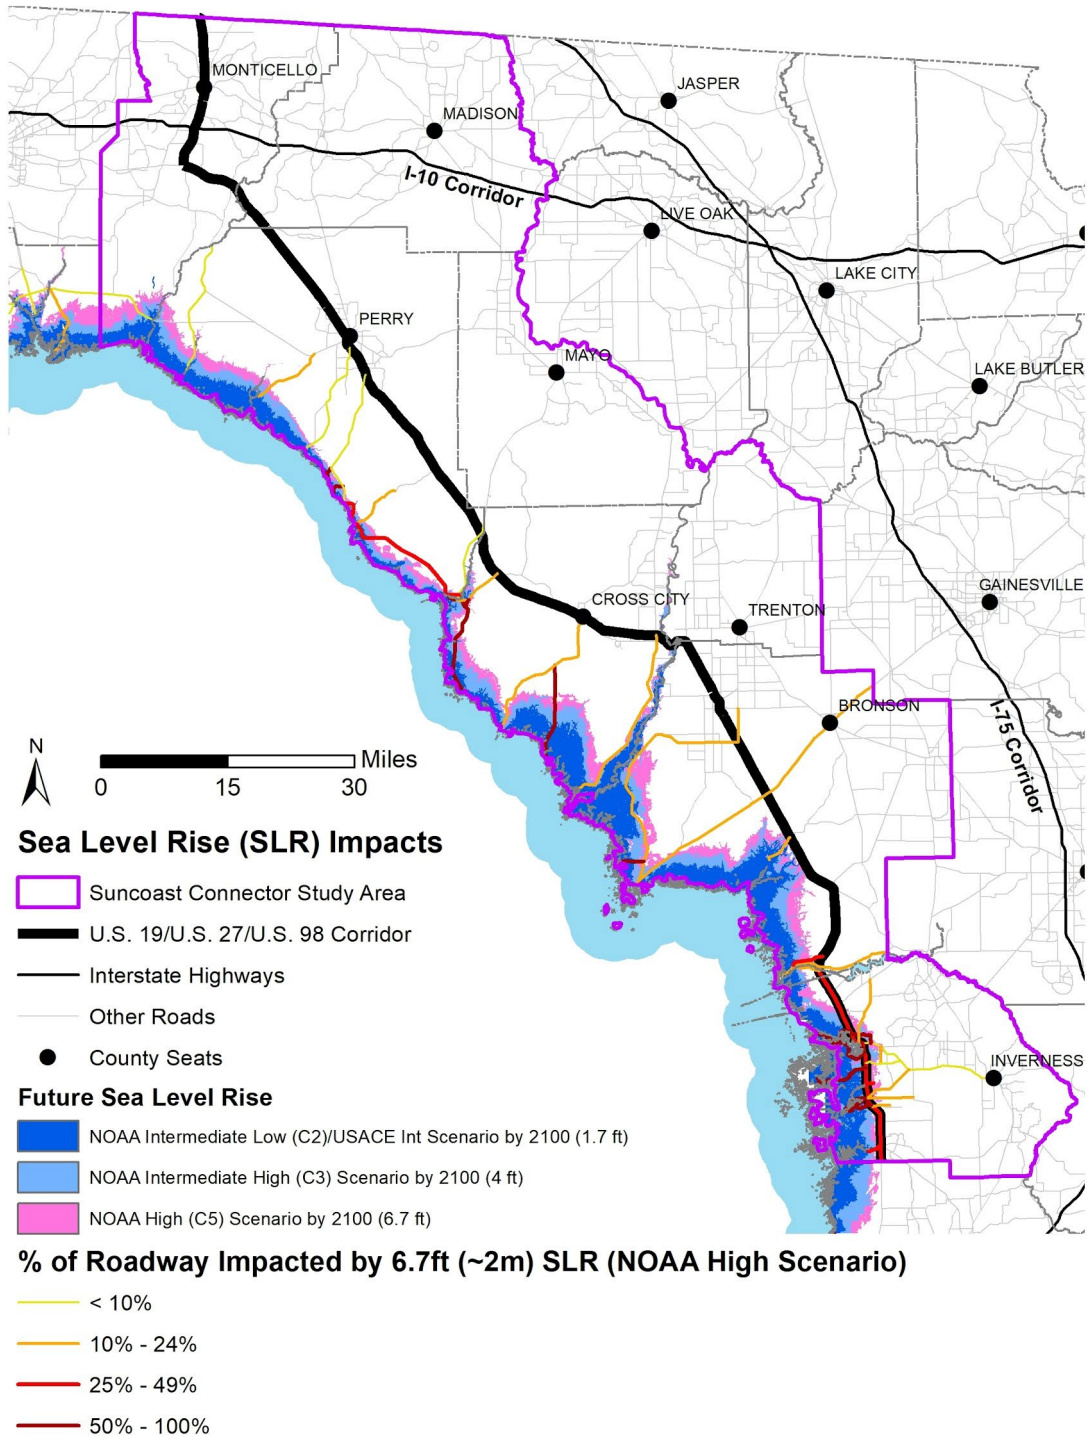 MONTICELLO
JASPER
MADISON
I-10 Corridor
LIVE OAK
LAKE CITY
PERRY
MAYO
LAKE BUTLER
GAINESVILLE
CROSS CITY
TRENTON
BRONSON
I-75 Corridor
N
Miles
0 15 30
INVERNESS
Sea Level Rise (SLR) Impacts
Suncoast Connector Study Area
U.S. 19/U.S. 27/U.S. 98 Corridor
Interstate Highways
Other Roads
County Seats
Future Sea Level Rise
NOAA Intermediate Low (C2)/USACE Int Scenario by 2100 (1.7 ft)
NOAA Intermediate High (C3) Scenario by 2100 (4 ft)
NOAA High (C5) Scenario by 2100 (6.7 ft)
% of Roadway Impacted by 6.7ft (~2m) SLR (NOAA High Scenario)
< 10%
10% - 24%
25% - 49%
50% - 100%